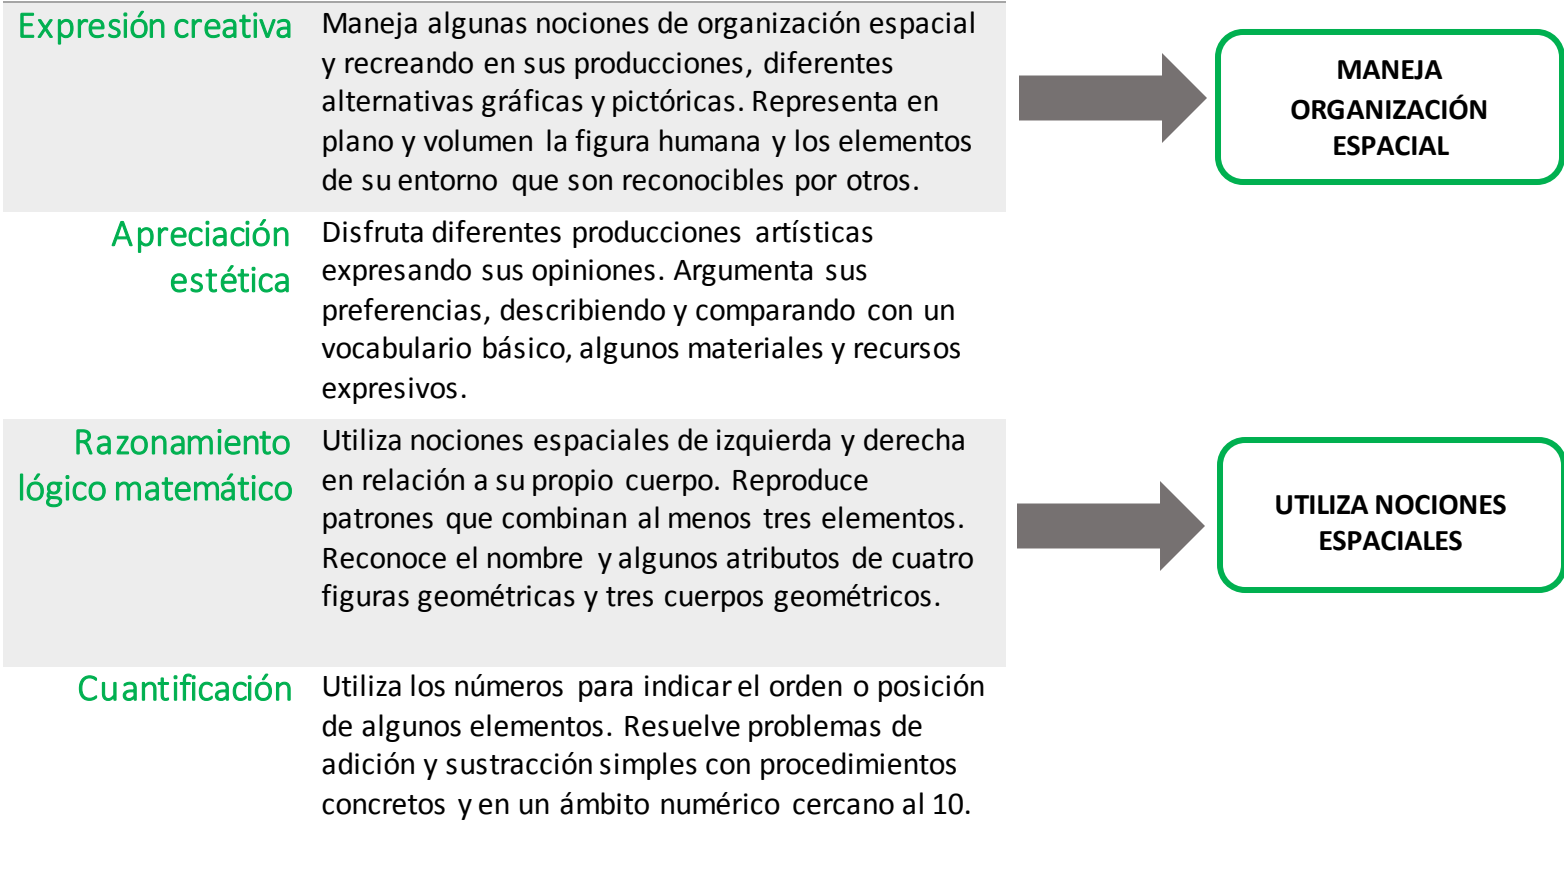 Expresión creativa
Maneja algunas nociones de organización espacial
y recreando en sus producciones, diferentes
alternativas gráficas y pictóricas. Representa en
plano y volumen la figura humana y los elementos
de su entorno que son reconocibles por otros.
MANEJA
ORGANIZACIÓN
ESPACIAL
Apreciación
estética
Disfruta diferentes producciones artísticas
expresando sus opiniones. Argumenta sus
preferencias, describiendo y comparando con un
vocabulario básico, algunos materiales y recursos
expresivos.
Razonamiento
lógico matemático
Utiliza nociones espaciales de izquierda y derecha
en relación a su propio cuerpo. Reproduce
patrones que combinan al menos tres elementos.
Reconoce el nombre y algunos atributos de cuatro
figuras geométricas y tres cuerpos geométricos.
UTILIZA NOCIONES
ESPACIALES
Cuantificación
Utiliza los números para indicar el orden o posición
de algunos elementos. Resuelve problemas de
adición y sustracción simples con procedimientos
concretos y en un ámbito numérico cercano al 10.